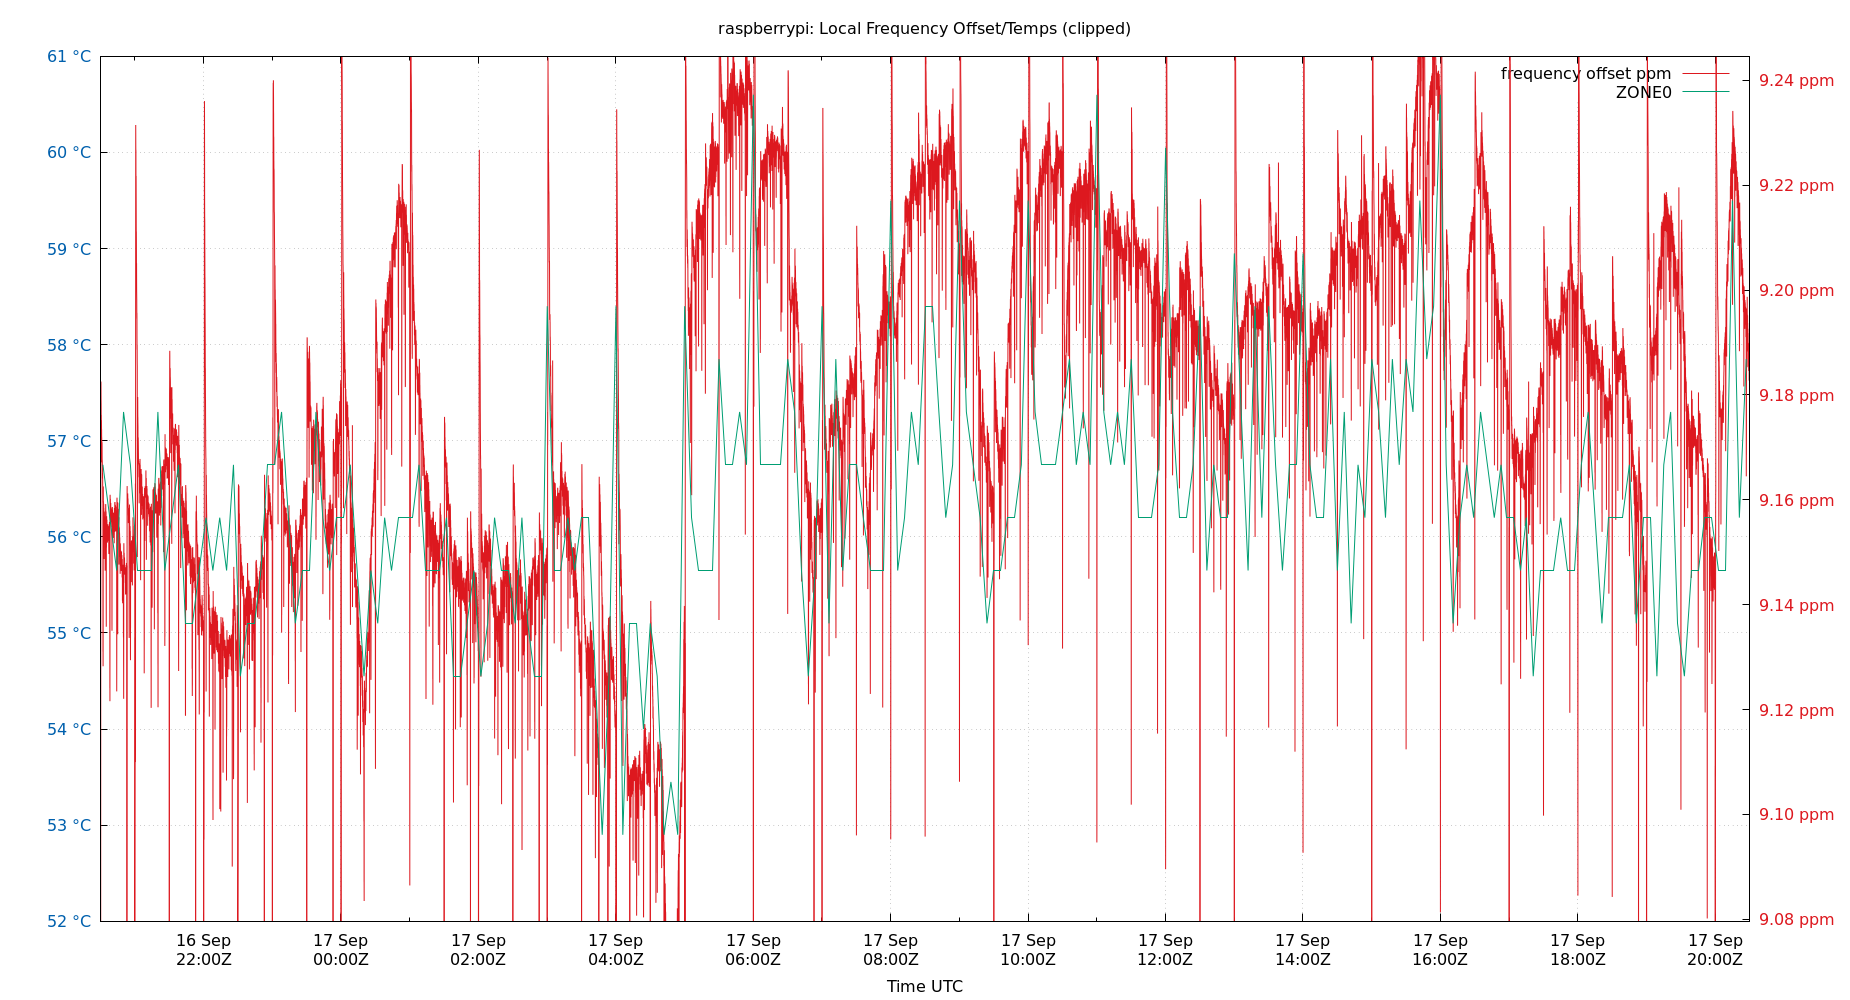 raspberrypi: Local Frequency Offset/Temps (clipped)
frequency offset ppm
ZONE0
61 °C
60 °C
59 °C
58 °C
57 °C
56 °C
55 °C
54 °C
53 °C
52 °C
9.24 ppm
9.22 ppm
9.20 ppm
9.18 ppm
9.16 ppm
9.14 ppm
9.12 ppm
9.10 ppm
9.08 ppm
16 Sep 17 Sep 17 Sep 17 Sep 17 Sep 17 Sep 17 Sep 17 Sep 17 Sep 17 Sep 17 Sep 17 Sep
22:00Z 00:00Z 02:00Z 04:00Z 06:00Z 08:00Z 10:00Z 12:00Z 14:00Z 16:00Z 18:00Z 20:00Z
Time UTC